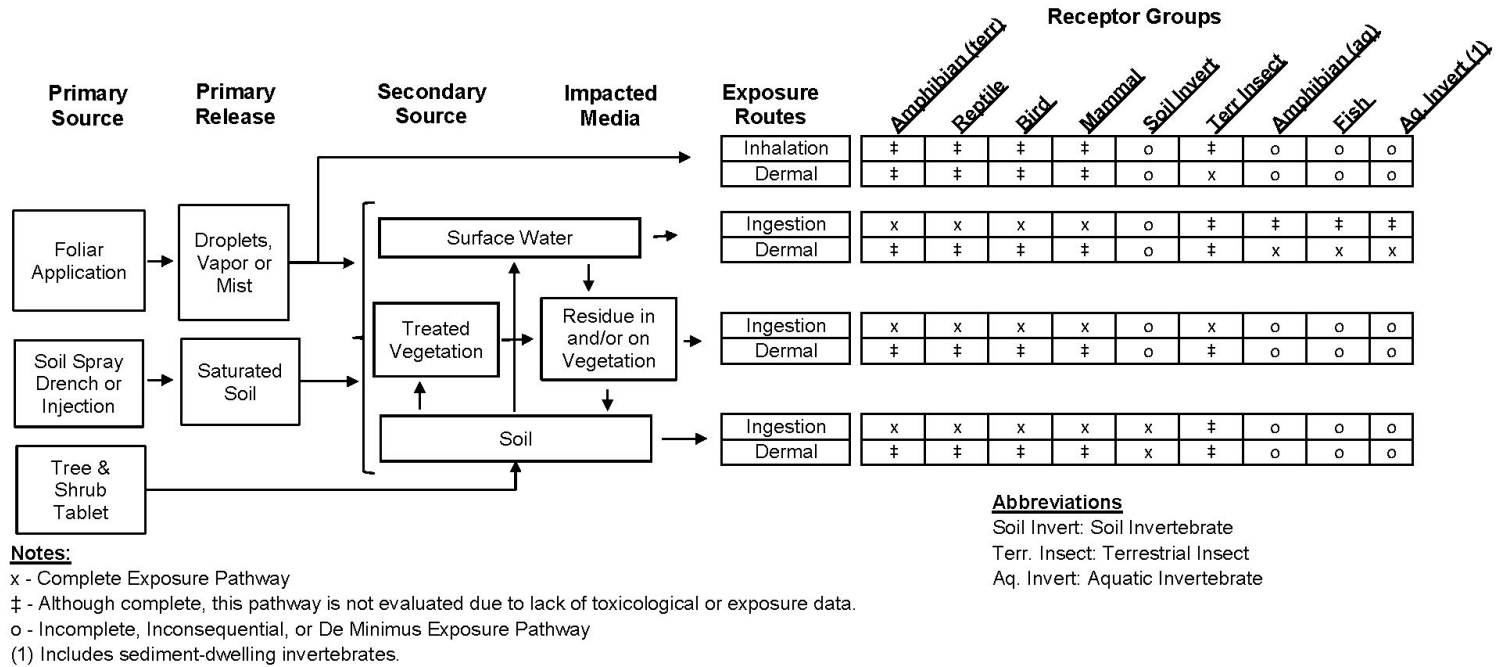 Receptor Groups
Primary
Source
Primary
Release
Secondary
Source
Impacted
Media
Exposure
Routes
Amphibian (terr)
Reptile
Bird
Mammal
Soil Invert
Terr Insect
Amphibian (aq)
Fish
Aq. Invert (1)
Inhalation ‡ ‡ ‡ ‡ o ‡ o o o
Dermal ‡ ‡ ‡ ‡ o x o o o
Foliar
Application
Droplets,
Vapor or
Mist
Surface Water
Ingestion x x x x o ‡ ‡ ‡ ‡
Dermal ‡ ‡ ‡ ‡ o ‡ x x x
Treated
Vegetation
Residue in
and/or on
Vegetation
Ingestion x x x x o x o o o
Dermal ‡ ‡ ‡ ‡ o ‡ o o o
Soil Spray
Drench or
Injection
Saturated
Soil
Soil
Ingestion x x x x x ‡ o o o
Dermal ‡ ‡ ‡ ‡ x ‡ o o o
Tree &
Shrub
Tablet
Abbreviations
Soil Invert: Soil Invertebrate
Terr. Insect: Terrestrial Insect
Aq. Invert: Aquatic Invertebrate
Notes:
x - Complete Exposure Pathway
‡ - Although complete, this pathway is not evaluated due to lack of toxicological or exposure data.
o - Incomplete, Inconsequential, or De Minimus Exposure Pathway
(1) Includes sediment-dwelling invertebrates.